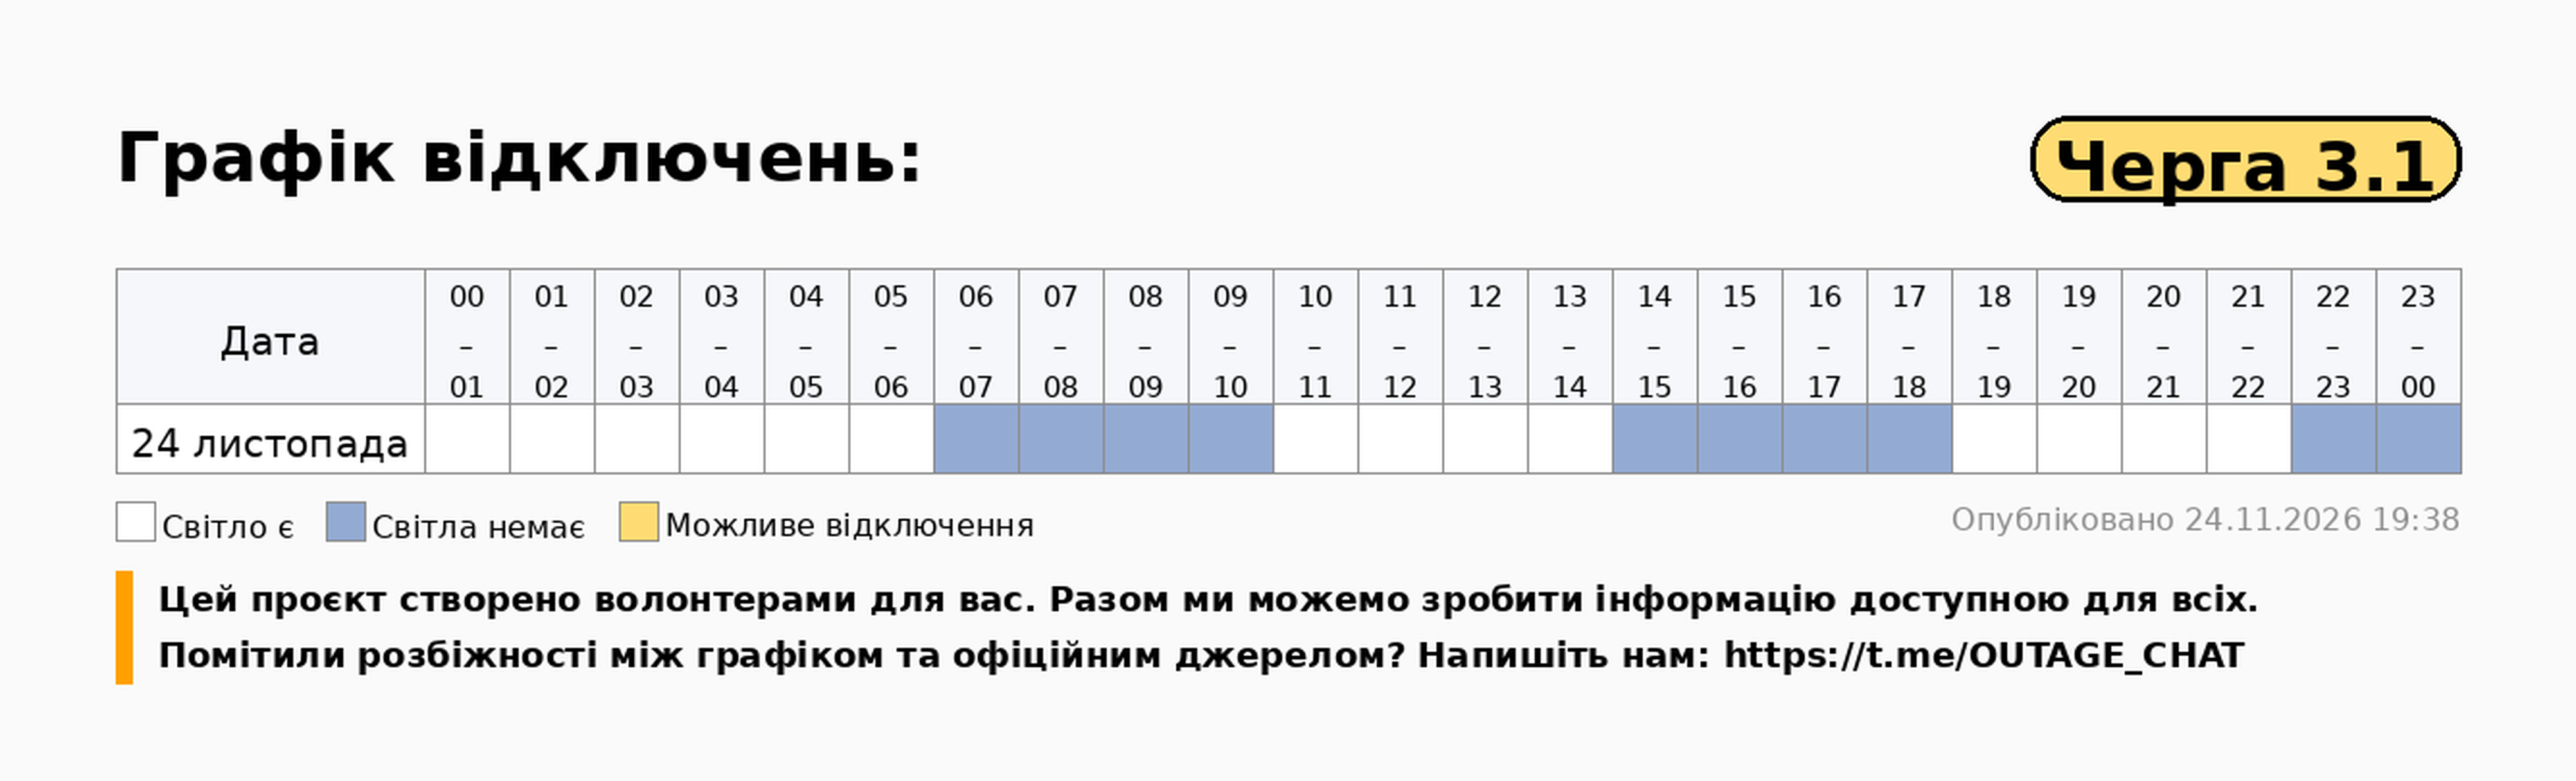 Графік відключень:
Черга 3.1
Дата
00 – 01
01 – 02
02 – 03
03 – 04
04 – 05
05 – 06
06 – 07
07 – 08
08 – 09
09 – 10
10 – 11
11 – 12
12 – 13
13 – 14
14 – 15
15 – 16
16 – 17
17 – 18
18 – 19
19 – 20
20 – 21
21 – 22
22 – 23
23 – 00
24 листопада
Світло є
Світла немає
Можливе відключення
Опубліковано 24.11.2026 19:38
Цей проєкт створено волонтерами для вас. Разом ми можемо зробити інформацію доступною для всіх.
Помітили розбіжності між графіком та офіційним джерелом? Напишіть нам: https://t.me/OUTAGE_CHAT